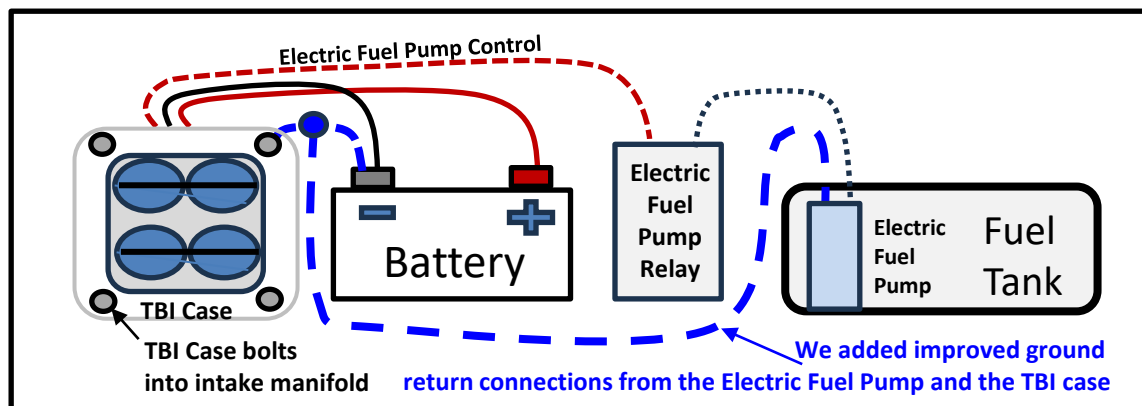 Electric Fuel Pump Control
Electric
Fuel
Pump
Relay
Battery
Electric
Fuel
Pump
Fuel
Tank
TBI Case
TBI Case bolts
into intake manifold
We added improved ground
return connections from the Electric Fuel Pump and the TBI case